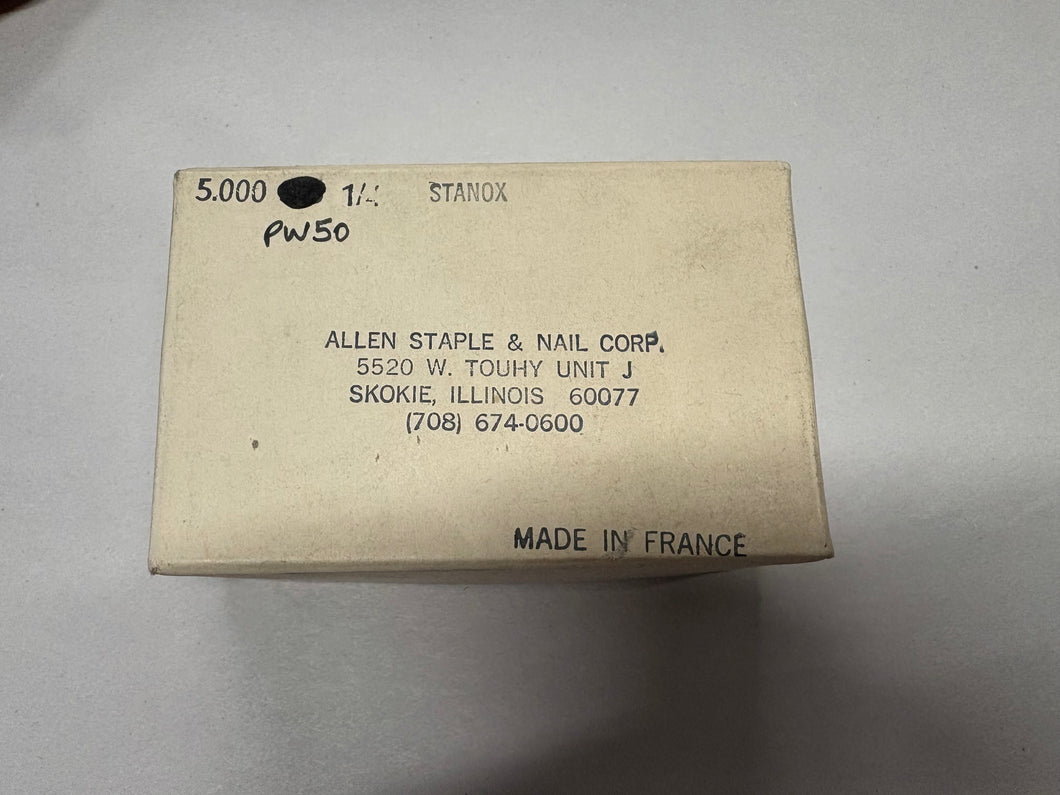 5.000 1/4 STANOX
PW50
ALLEN STAPLE & NAIL CORP.
5520 W. TOUHY UNIT J
SKOKIE, ILLINOIS 60077
(708) 674-0600
MADE IN FRANCE